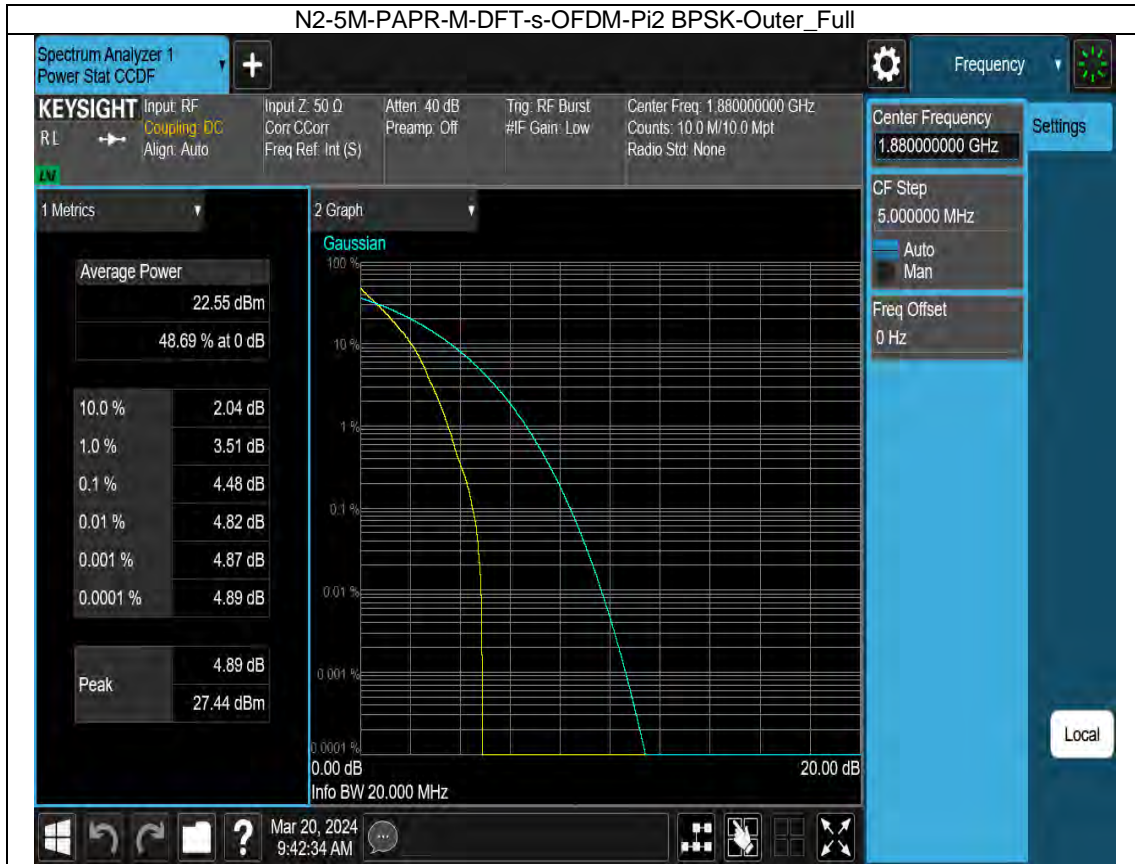 N2-5M-PAPR-M-DFT-s-OFDM-Pi2 BPSK-Outer_Full
Spectrum Analyzer 1
Power Stat CCDF
+
Frequency
KEYSIGHT
R L
LNI
Input: RF
Coupling: DC
Align: Auto
Input Z: 50 Ω
Corr CCorr
Freq Ref: Int (S)
Atten: 40 dB
Preamp: Off
Trig: RF Burst
#IF Gain: Low
Center Freq: 1.880000000 GHz
Counts: 10.0 M/10.0 Mpt
Radio Std: None
Center Frequency
1.880000000 GHz
Settings
CF Step
5.000000 MHz
Auto
Man
Freq Offset
0 Hz
1 Metrics
Average Power
22.55 dBm
48.69 % at 0 dB
10.0 % 2.04 dB
1.0 % 3.51 dB
0.1 % 4.48 dB
0.01 % 4.82 dB
0.001 % 4.87 dB
0.0001 % 4.89 dB
Peak
4.89 dB
27.44 dBm
2 Graph
Gaussian
100 %
10 %
1 %
0.1 %
0.01 %
0.001 %
0.0001 %
0.00 dB 20.00 dB
Info BW 20.000 MHz
Local
?
Mar 20, 2024
9:42:34 AM